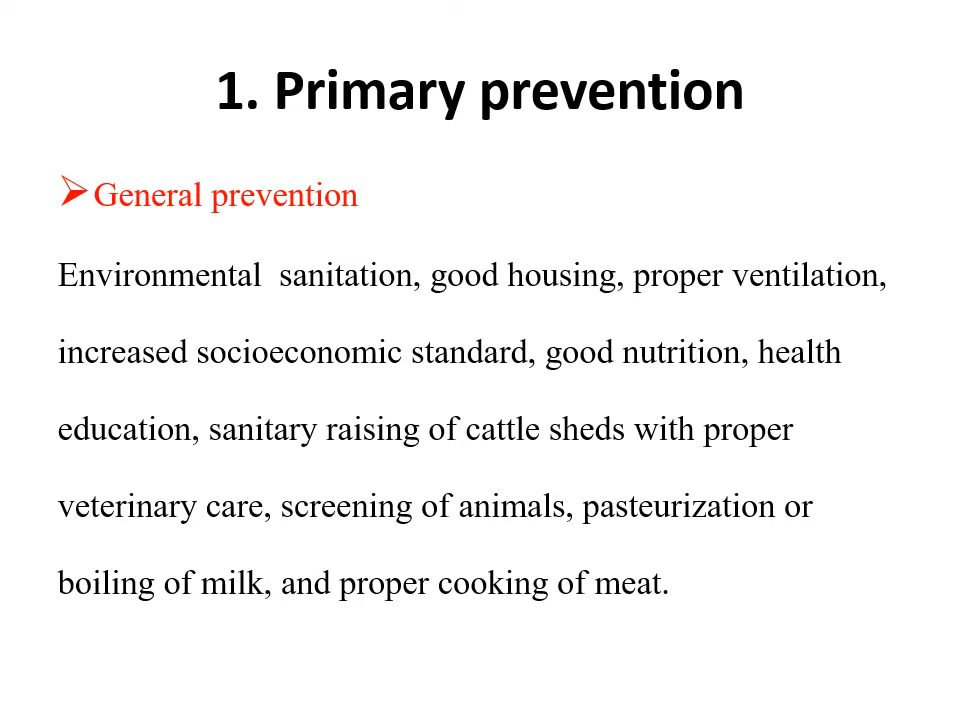 1. Primary prevention
➢General prevention
Environmental  sanitation, good housing, proper ventilation,
increased socioeconomic standard, good nutrition, health
education, sanitary raising of cattle sheds with proper
veterinary care, screening of animals, pasteurization or
boiling of milk, and proper cooking of meat.